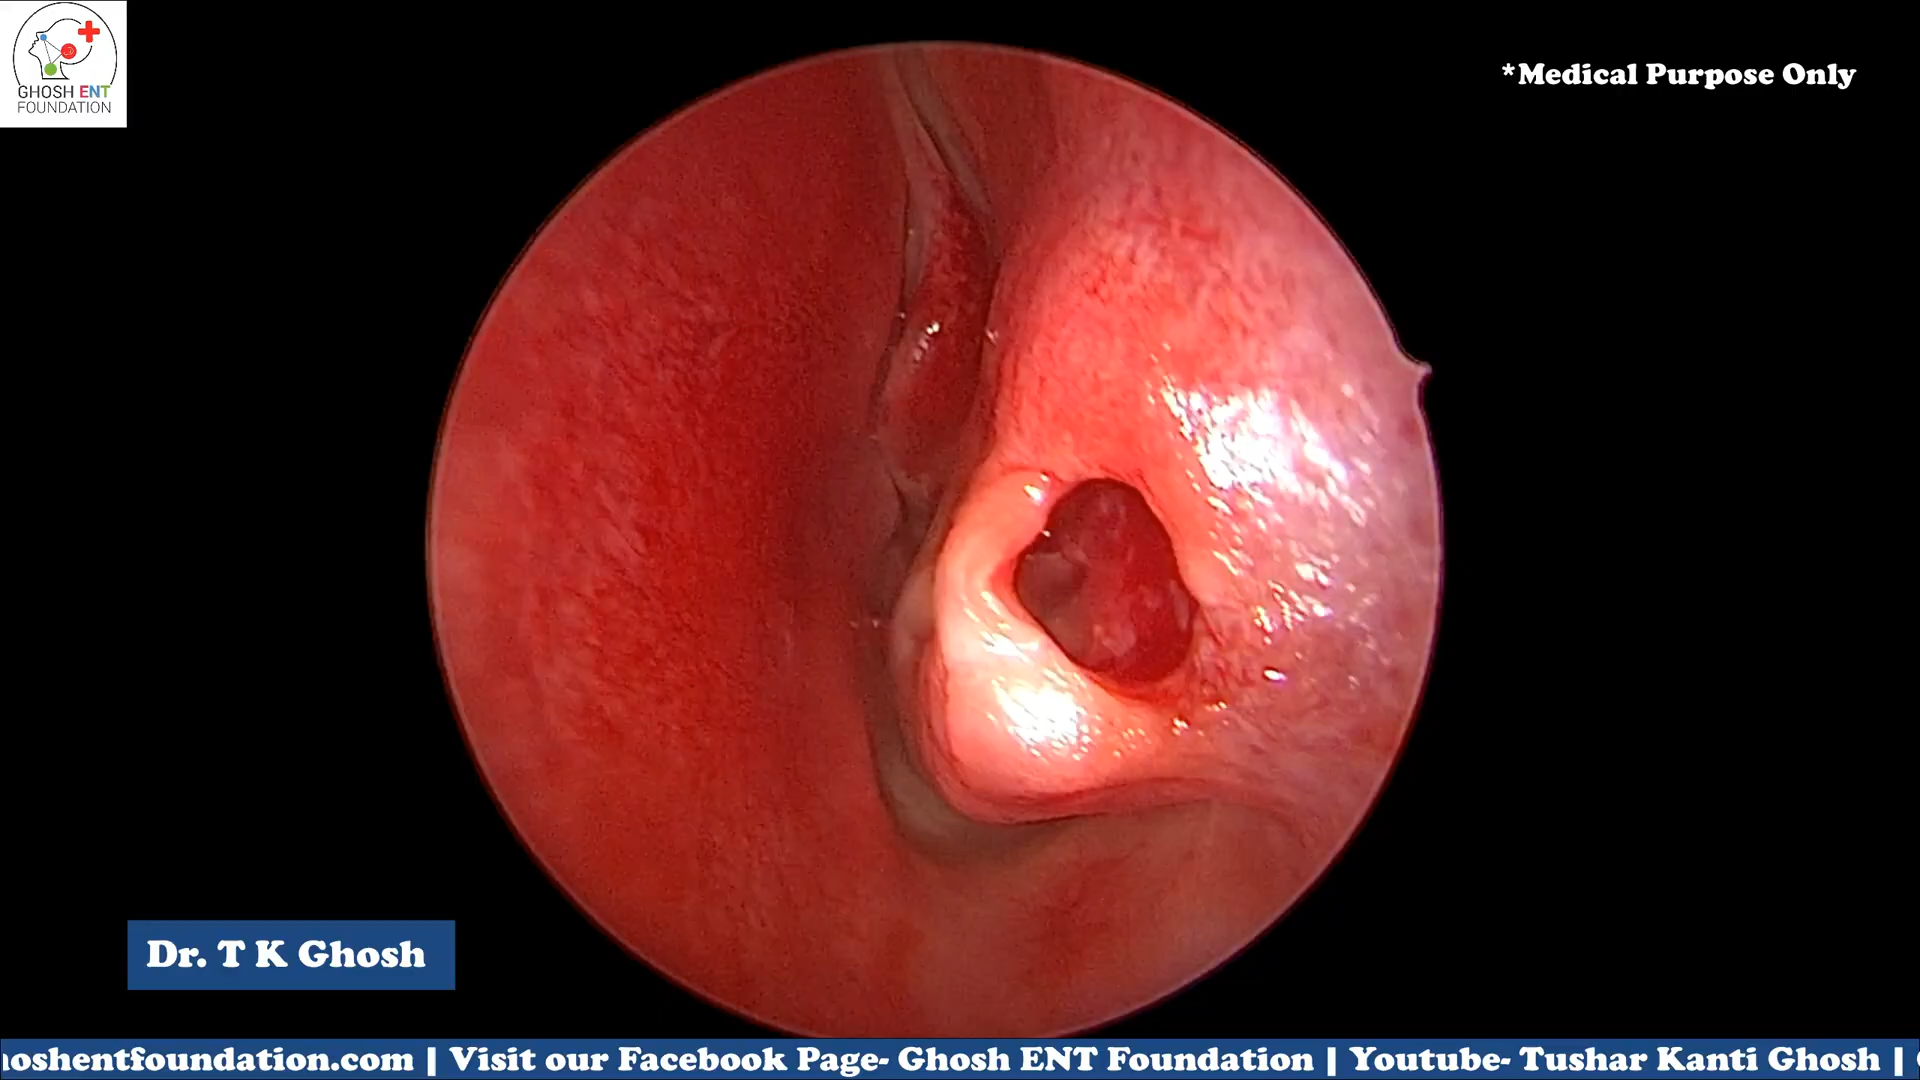 GHOSH ENT
FOUNDATION
*Medical Purpose Only
Dr. T K Ghosh
hoshentfoundation.com | Visit our Facebook Page- Ghosh ENT Foundation | Youtube- Tushar Kanti Ghosh |